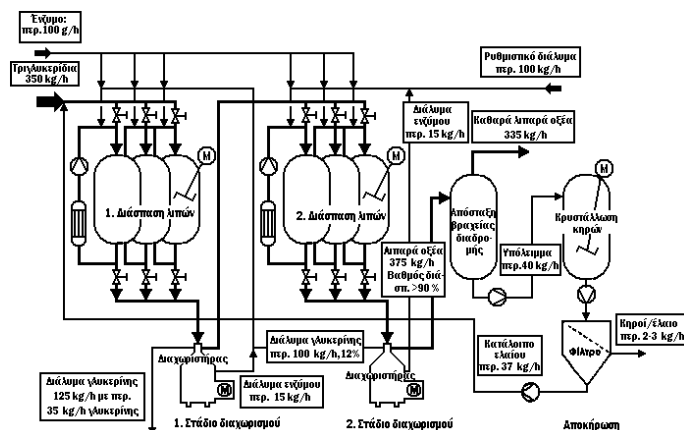 Ένζυμο:
περ.100 g/h
Τριγλυκερίδια
350 kg/h
Ρυθμιστικό διάλυμα
περ. 100 kg/h
Διάλυμα
ενζύμου
περ. 15 kg/h
Καθαρά λιπαρά οξέα
335 kg/h
M
1. Διάσπαση λιπών
M
2. Διάσπαση λιπών
Απόσταξη
βραχείας
διαδρο-
μής
M
Κρυστάλλωση
κηρών
Λιπαρά οξέα
375 kg/h
Βαθμός διά-
σπ. >90 %
Υπόλειμμα
περ.40 kg/h
Διαχωριστήρας
M
Διάλυμα γλυκερίνης
περ. 100 kg/h,12%
Διαχωριστήρας
M
Κατάλοιπο
ελαίου
περ. 37 kg/h
Φίλτρο
Κηροί/έλαιο
περ. 2-3 kg/h
Διάλυμα γλυκερίνης
125 kg/h με περ.
35 kg/h γλυκερίνης
Διάλυμα ενζύμου
περ. 15 kg/h
1. Στάδιο διαχωρισμού
2. Στάδιο διαχωρισμού
Αποκήρωση